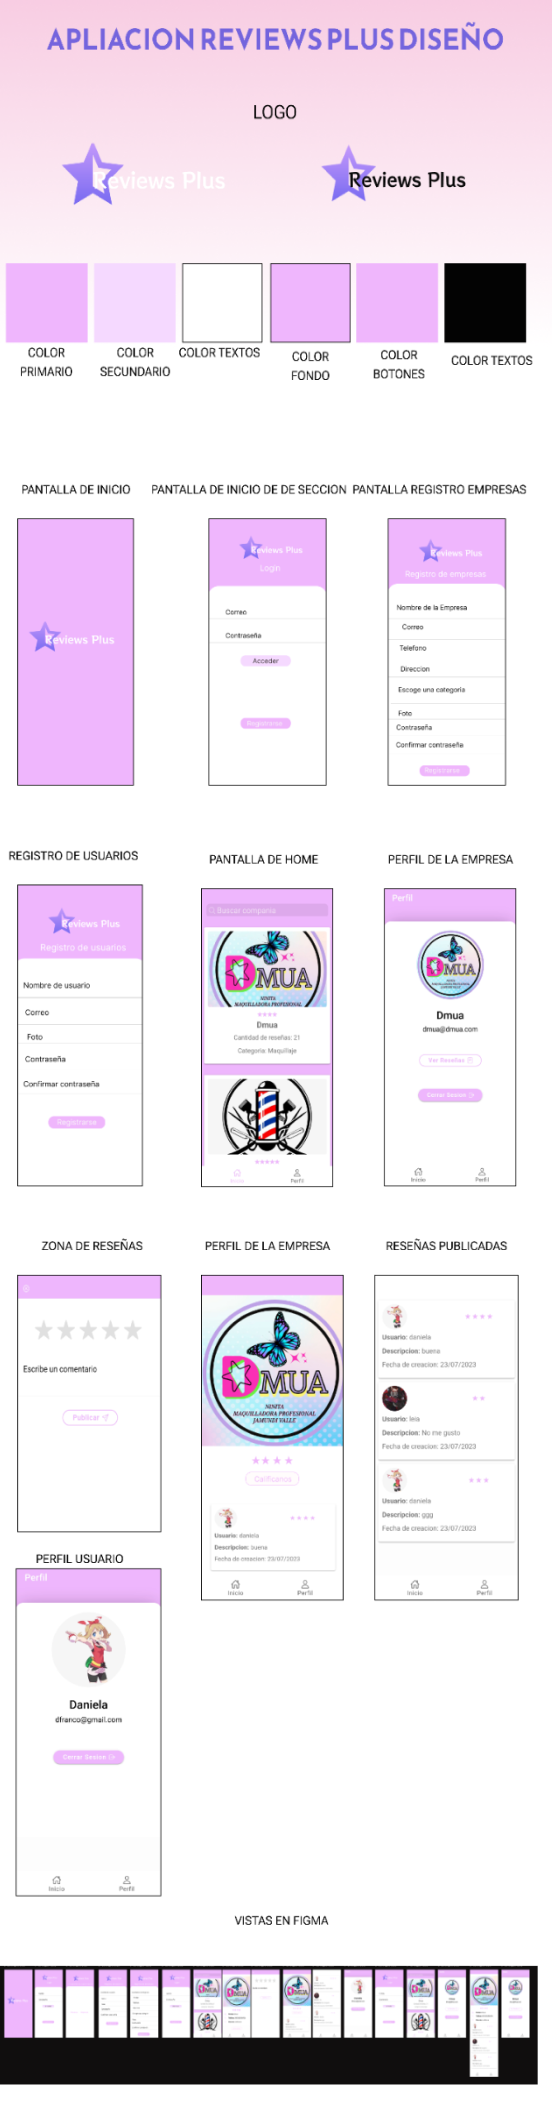 APLIACION REVIEWS PLUS DISEÑO
LOGO
Reviews Plus
Reviews Plus
COLOR
PRIMARIO
COLOR
SECUNDARIO
COLOR TEXTOS
COLOR
FONDO
COLOR
BOTONES
COLOR TEXTOS
PANTALLA DE INICIO
PANTALLA DE INICIO DE DE SECCION
PANTALLA REGISTRO EMPRESAS
Reviews Plus
Reviews Plus
Login
Correo
Contraseña
Acceder
Registrarse
Reviews Plus
Registro de empresas
Nombre de la Empresa
Correo
Telefono
Direccion
Escoge una categoría
Foto
Contraseña
Confirmar contraseña
Registrarse
REGISTRO DE USUARIOS
PANTALLA DE HOME
PERFIL DE LA EMPRESA
Reviews Plus
Registro de usuarios
Nombre de usuario
Correo
Foto
Contraseña
Confirmar contraseña
Registrarse
Buscar compañia
DMUA
NINITA
MAQUILLADORA PROFESIONAL
Dmua
Cantidad de reseñas: 21
Categoria: Maquillaje
Inicio
Perfil
Perfil
DMUA
Dmua
dmua@dmua.com
Ver Reseñas
Cerrar Sesion
Inicio
Perfil
ZONA DE RESEÑAS
PERFIL DE LA EMPRESA
RESEÑAS PUBLICADAS
Escribe un comentario
Publicar
DMUA
NINITA
MAQUILLADORA PROFESIONAL
JAMUNDI VALLE
Calificanos
Usuario: daniela
Descripcion: buena
Fecha de creacion: 23/07/2023
Inicio
Perfil
Usuario: daniela
Descripcion: buena
Fecha de creacion: 23/07/2023
Usuario: leia
Descripcion: No me gusto
Fecha de creacion: 23/07/2023
Usuario: daniela
Descripcion: ggg
Fecha de creacion: 23/07/2023
Inicio
Perfil
PERFIL USUARIO
Perfil
Daniela
dfranco@gmail.com
Cerrar Sesion
Inicio
Perfil
VISTAS EN FIGMA